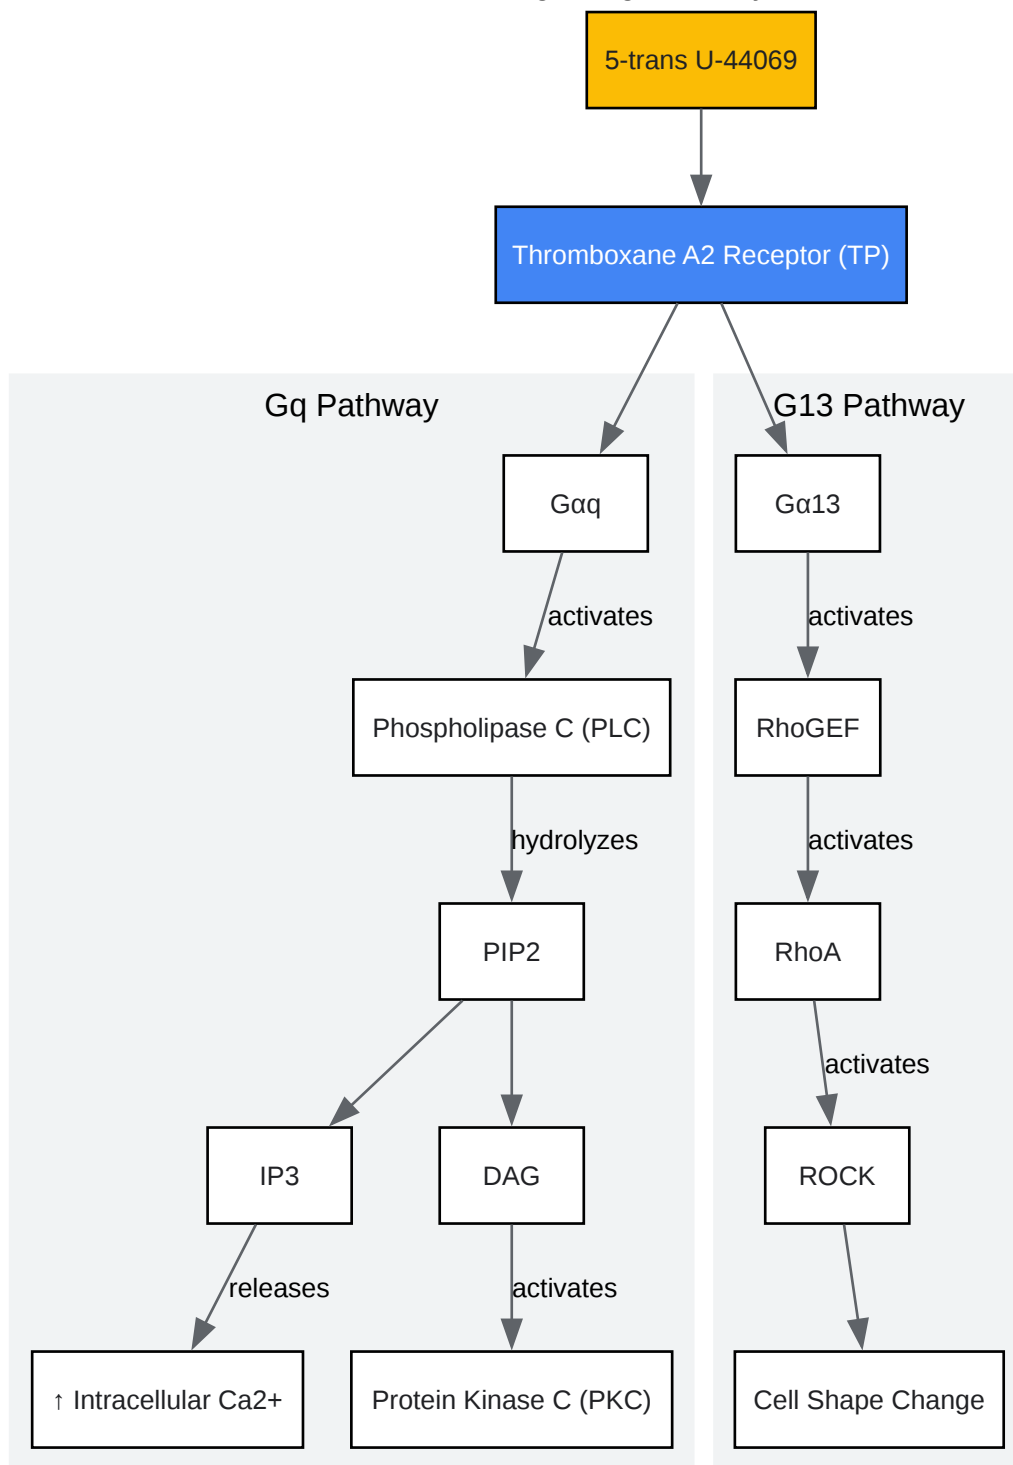 5-trans U-44069
Thromboxane A2 Receptor (TP)
Gq Pathway
G13 Pathway
Gαq
Gα13
activates
activates
Phospholipase C (PLC)
RhoGEF
hydrolyzes
activates
PIP2
RhoA
activates
IP3
DAG
ROCK
releases
activates
↑ Intracellular Ca2+
Protein Kinase C (PKC)
Cell Shape Change